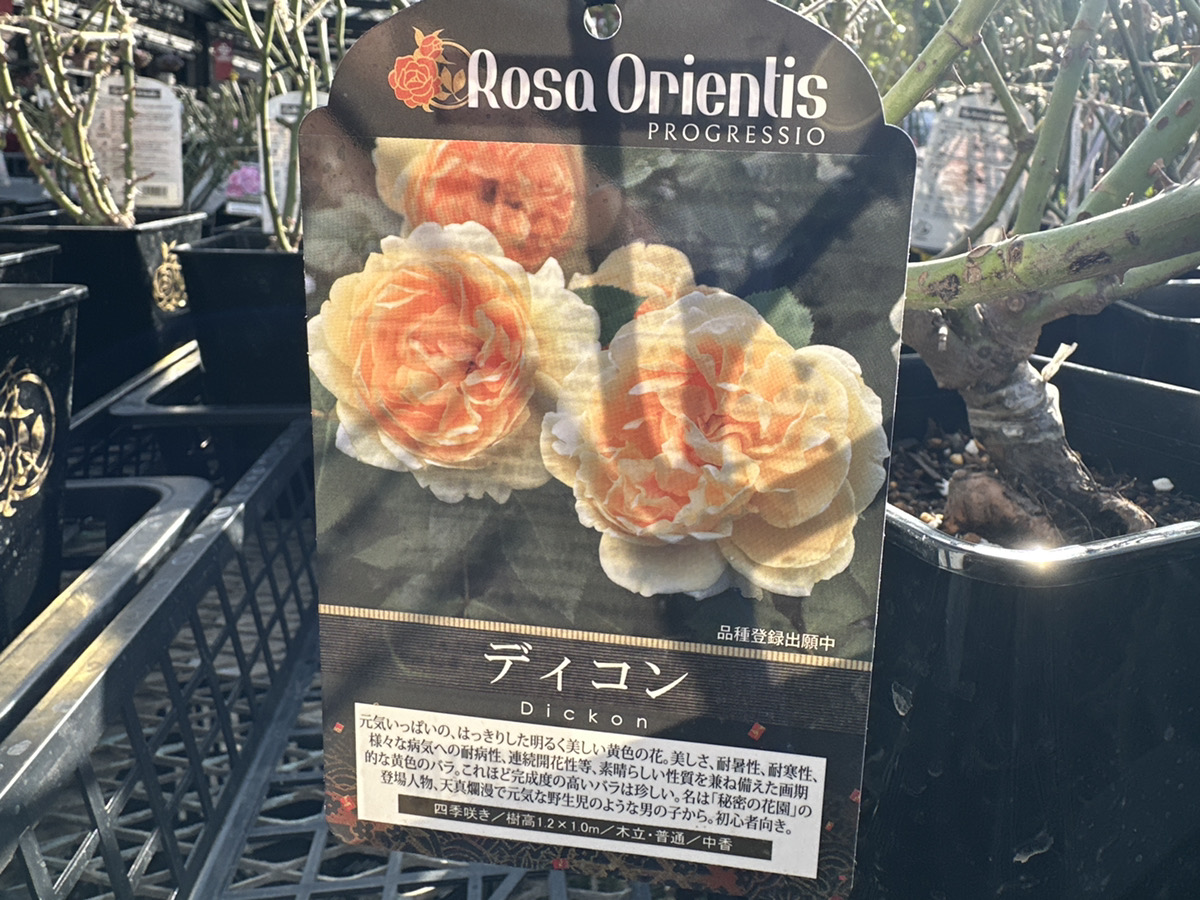 Rosa Orientis
PROGRESSIO
品種登録出願中
ディコン
Dickon
元気いっぱいの、はっきりした明るく美しい黄色の花。美しさ、耐暑性、耐寒性、
様々な病気への耐病性、連続開花性等、素晴らしい性質を兼ね備えた画期
的な黄色のバラ。これほど完成度の高いバラは珍しい。名は「秘密の花園」の
登場人物、天真爛漫で元気な野生児のような男の子から。初心者向き。
四季咲き／樹高1.2×1.0m／木立・普通／中香